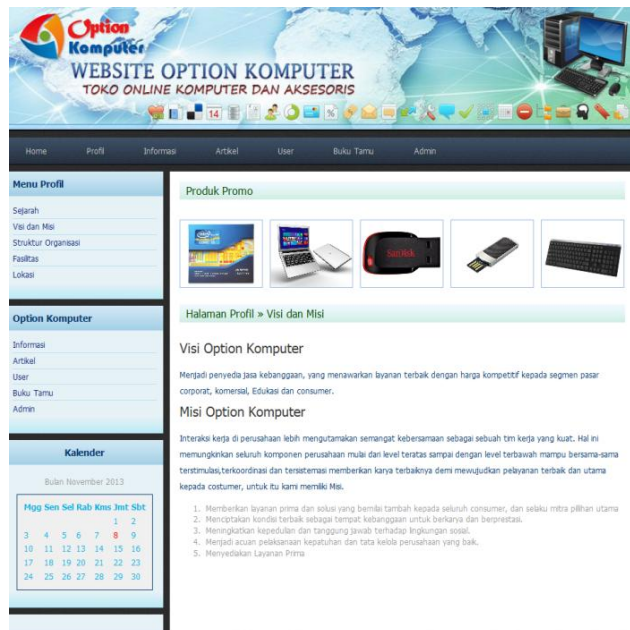 Option
Komputer
WEBSITE OPTION KOMPUTER
TOKO ONLINE KOMPUTER DAN AKSESORIS
14
Home Profil Informasi Artikel User Buku Tamu Admin
Menu Profil
Sejarah
Visi dan Misi
Struktur Organisasi
Fasilitas
Lokasi
Option Komputer
Informasi
Artikel
User
Buku Tamu
Admin
Kalender
Bulan November 2013
Mgg Sen Sel Rab Kms Jmt Sbt
1 2
3 4 5 6 7 8 9
10 11 12 13 14 15 16
17 18 19 20 21 22 23
24 25 26 27 28 29 30
Produk Promo
SanDisk
Halaman Profil » Visi dan Misi
Visi Option Komputer
Menjadi penyedia jasa kebanggaan, yang menawarkan layanan terbaik dengan harga kompetitf kepada segmen pasar
corporat, komersial, Edukasi dan consumer.
Misi Option Komputer
Interaksi kerja di perusahaan lebih mengutamakan semangat kebersamaan sebagai sebuah tim kerja yang kuat. Hal ini
memungkinkan seluruh komponen perusahaan mulai dari level teratas sampai dengan level terbawah mampu bersama-sama
terstimulasi,terkoordinasi dan tersistemasi memberikan karya terbaiknya demi mewujudkan pelayanan terbaik dan utama
kepada costumer, untuk itu kami memiliki Misi.
1. Memberikan layanan prima dan solusi yang bernilai tambah kepada seluruh consumer, dan selaku mitra pilihan utama
2. Menciptakan kondisi terbaik sebagai tempat kebanggaan untuk berkarya dan berprestasi.
3. Meningkatkan kepedulian dan tanggung jawab terhadap lingkungan sosial.
4. Menjadi acuan pelaksanaan kepatuhan dan tata kelola perusahaan yang baik.
5. Menyediakan Layanan Prima